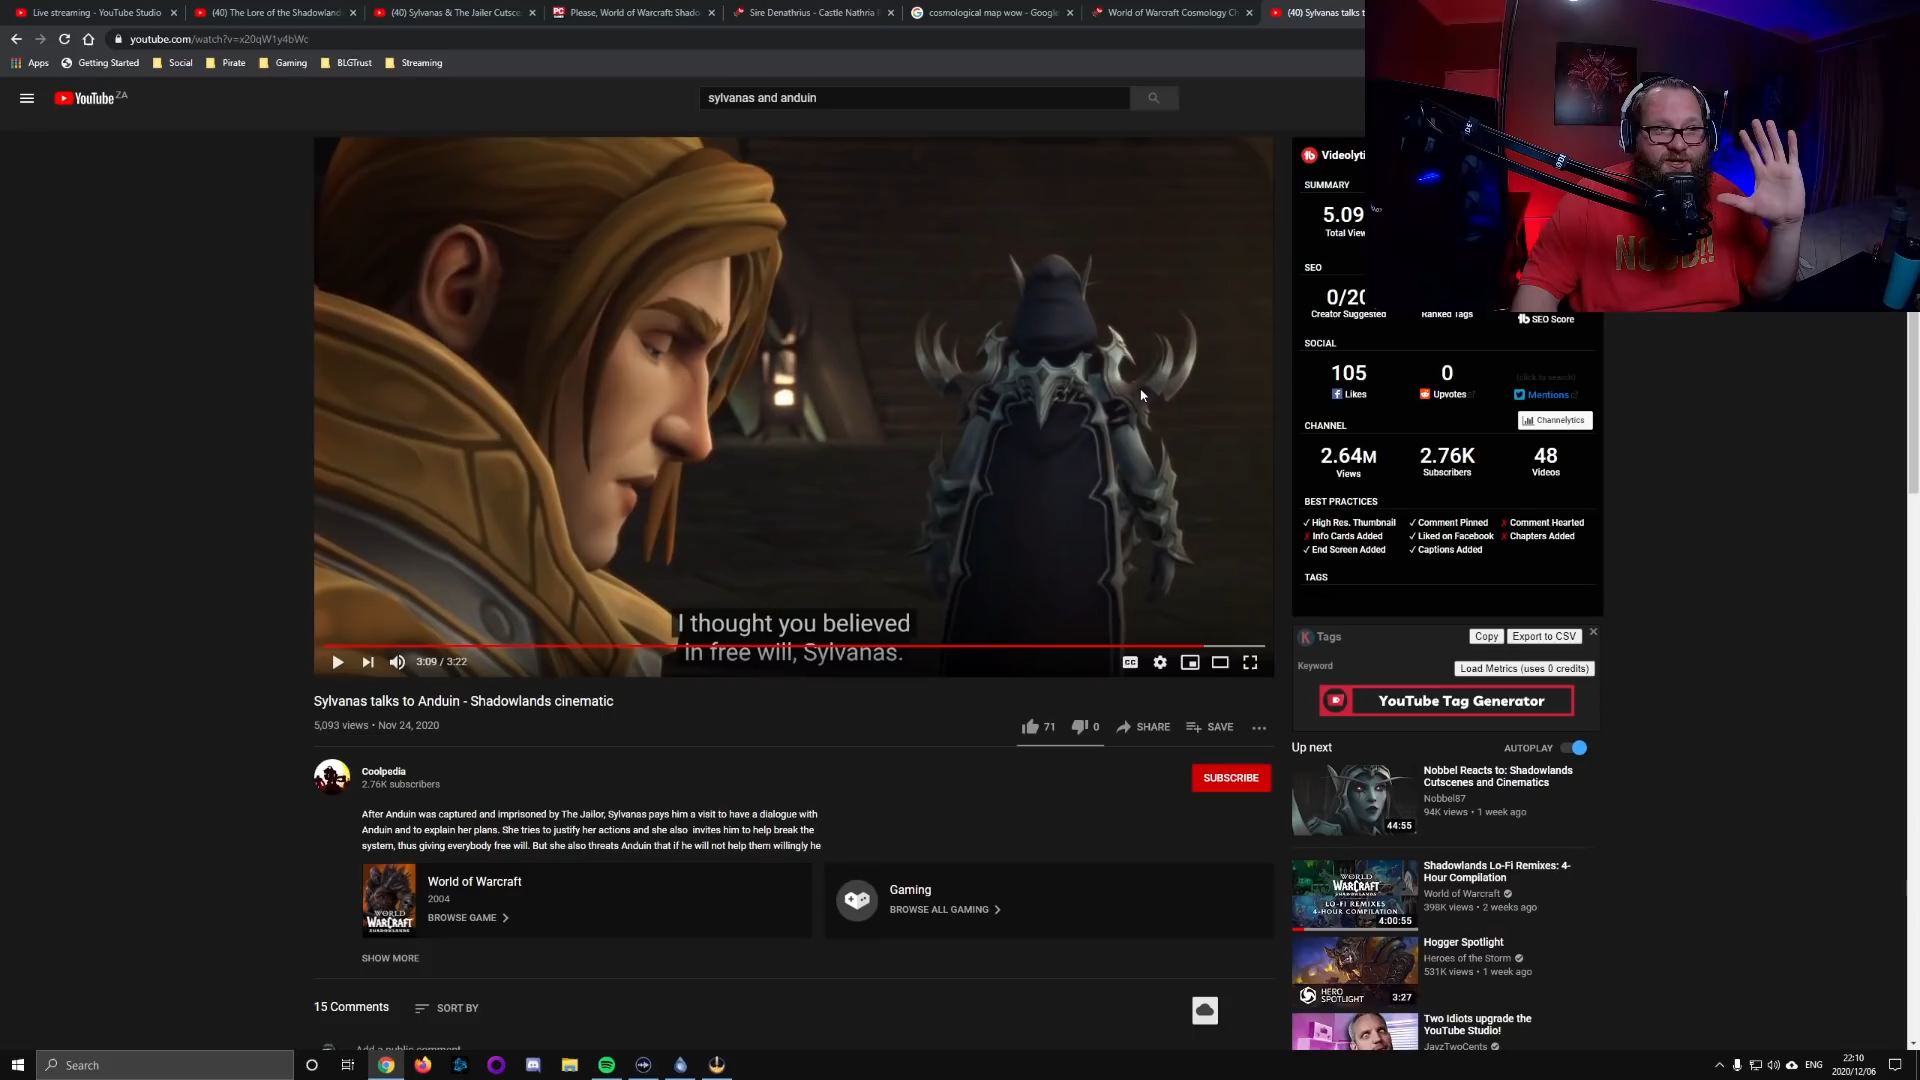 Live streaming - YouTube Studio
(40) The Lore of the Shadowland
(40) Sylvanas & The Jailer Cutsce
Please, World of Warcraft: Shado
Sire Denathrius - Castle Nathria
cosmological map wow - Google
World of Warcraft Cosmology Ch
(40) Sylvanas talks t
youtube.com/watch?v=x20qW1y4bWc
Apps
Getting Started
Social
Pirate
Gaming
BLGTrust
Streaming
YouTube ZA
sylvanas and anduin
NOOB!!
I thought you believed
in free will, Sylvanas.
3:09 / 3:22
Sylvanas talks to Anduin - Shadowlands cinematic
5,093 views • Nov 24, 2020
71
0
SHARE
SAVE
Coolpedia
2.76K subscribers
SUBSCRIBE
After Anduin was captured and imprisoned by The Jailor, Sylvanas pays him a visit to have a dialogue with
Anduin and to explain her plans. She tries to justify her actions and she also invites him to help break the
system, thus giving everybody free will. But she also threats Anduin that if he will not help them willingly he
World of Warcraft
2004
BROWSE GAME
Gaming
BROWSE ALL GAMING
SHOW MORE
15 Comments
SORT BY
Add a public comment
Videolyti
SUMMARY
5.09
Total View
SEO
0/20
Creator Suggested
Ranked Tags
SEO Score
SOCIAL
105
Likes
0
Upvotes
(click to search)
Mentions
Channelytics
CHANNEL
2.64M
Views
2.76K
Subscribers
48
Videos
BEST PRACTICES
✓ High Res. Thumbnail
✓ Comment Pinned
✗ Comment Hearted
✗ Info Cards Added
✓ Liked on Facebook
✗ Chapters Added
✓ End Screen Added
✓ Captions Added
TAGS
Tags
Copy
Export to CSV
Keyword
Load Metrics (uses 0 credits)
YouTube Tag Generator
Up next
AUTOPLAY
Nobbel Reacts to: Shadowlands
Cutscenes and Cinematics
Nobbel87
94K views • 1 week ago
44:55
Shadowlands Lo-Fi Remixes: 4-
Hour Compilation
World of Warcraft
398K views • 2 weeks ago
4:00:55
Hogger Spotlight
Heroes of the Storm
531K views • 1 week ago
HERO
SPOTLIGHT
3:27
Two Idiots upgrade the
YouTube Studio!
JayzTwoCents
Search
ENG
22:10
2020/12/06